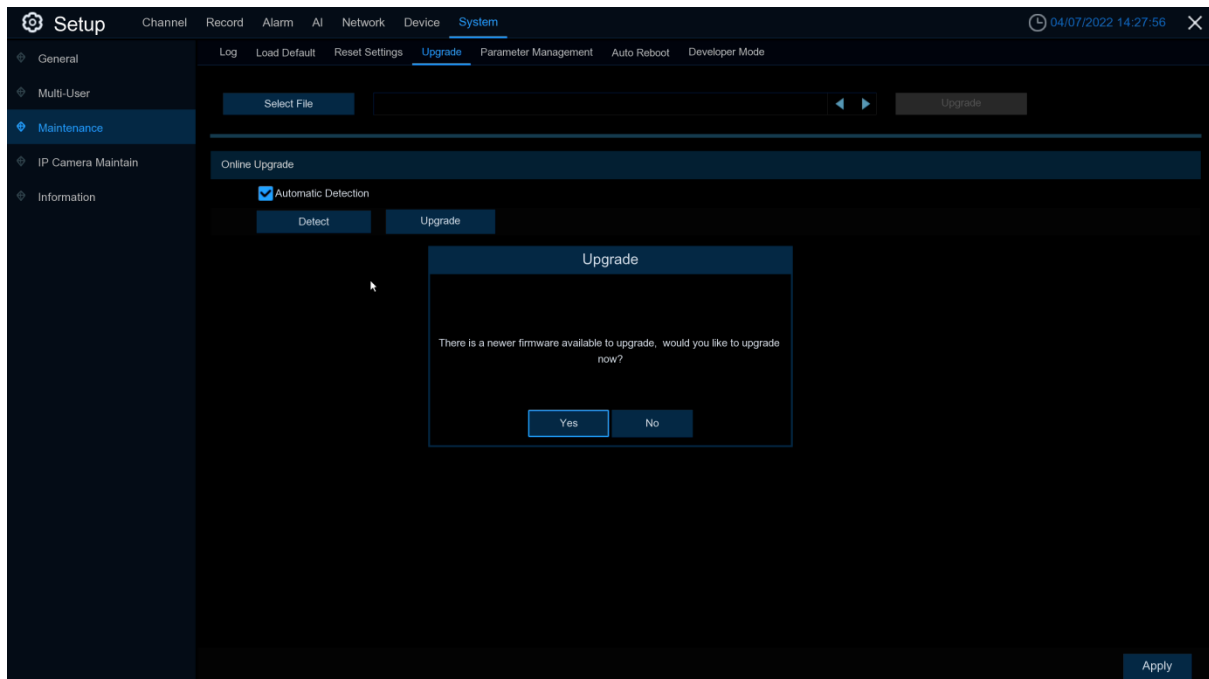 Setup Channel Record Alarm AI Network Device System 04/07/2022 14:27:56
General
Multi-User
Maintenance
IP Camera Maintain
Information
Log Load Default Reset Settings Upgrade Parameter Management Auto Reboot Developer Mode
Select File Upgrade
Online Upgrade
Automatic Detection
Detect Upgrade
Upgrade
There is a newer firmware available to upgrade, would you like to upgrade
now?
Yes No
Apply